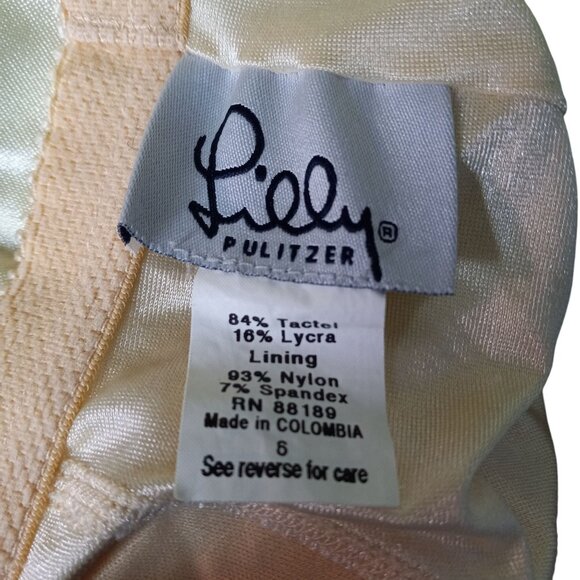 Lilly®
PULITZER
84% Tactel
16% Lycra
Lining
93% Nylon
7% Spandex
RN 88189
Made in COLOMBIA
6
See reverse for care